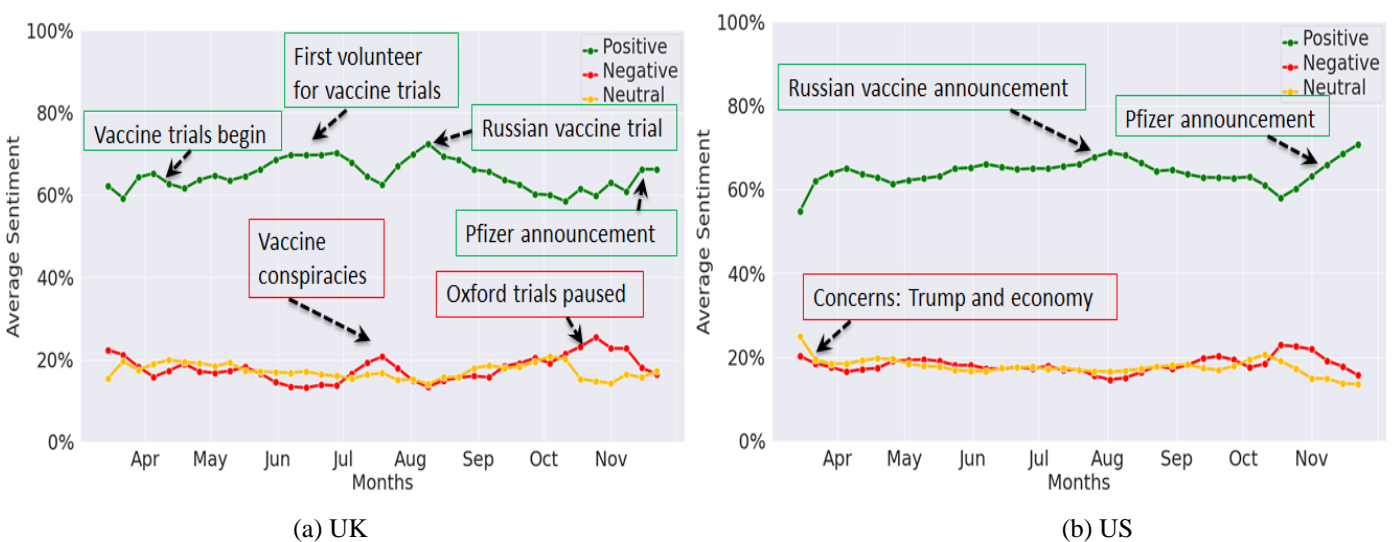 100%
80%
60%
40%
20%
0%
Average Sentiment
Positive
Negative
Neutral
First volunteer
for vaccine trials
Vaccine trials begin
Russian vaccine trial
Pfizer announcement
Vaccine
conspiracies
Oxford trials paused
Apr May Jun Jul Aug Sep Oct Nov
Months
(a) UK
100%
80%
60%
40%
20%
0%
Average Sentiment
Positive
Negative
Neutral
Russian vaccine announcement
Pfizer announcement
Concerns: Trump and economy
Apr May Jun Jul Aug Sep Oct Nov
Months
(b) US